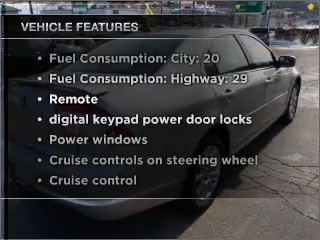 VEHICLE FEATURES
• Fuel Consumption: City: 20
• Fuel Consumption: Highway: 29
• Remote
• digital keypad power door locks
• Power windows
• Cruise controls on steering wheel
• Cruise control